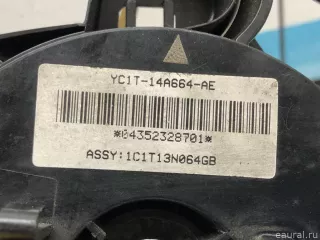 YC1T-14A664-AE
*04352328701*
ASSY:1C1T13N064GB
eaural.ru